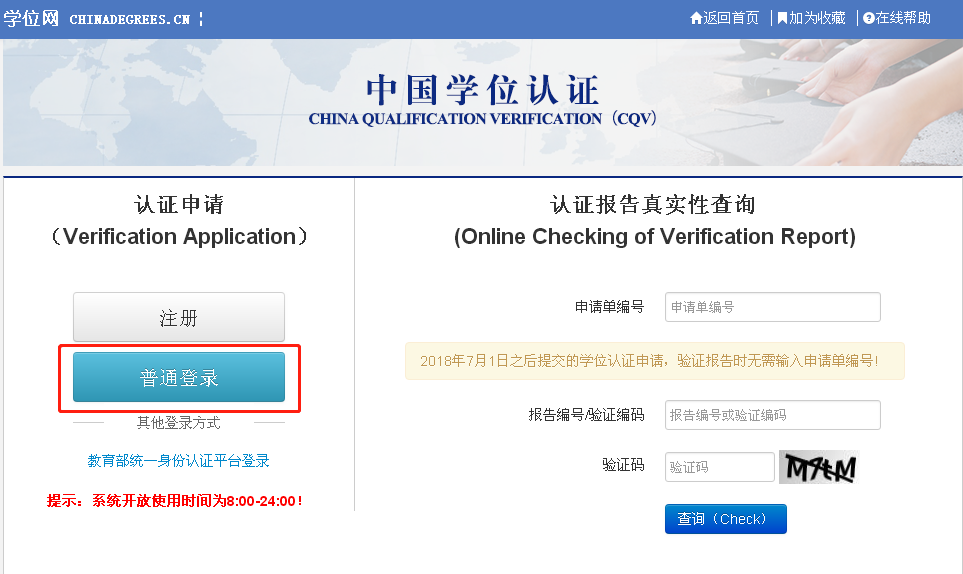 学位网 CHINADEGREES.CN ¦
返回首页 | 加为收藏 | 在线帮助
中国学位认证
CHINA QUALIFICATION VERIFICATION（CQV）
认证申请
（Verification Application）
注册
普通登录
其他登录方式
教育部统一身份认证平台登录
提示：系统开放使用时间为8:00-24:00！
认证报告真实性查询
(Online Checking of Verification Report)
申请单编号 申请单编号
2018年7月1日之后提交的学位认证申请，验证报告时无需输入申请单编号！
报告编号/验证编码 报告编号或验证编码
验证码 验证码
查询（Check）